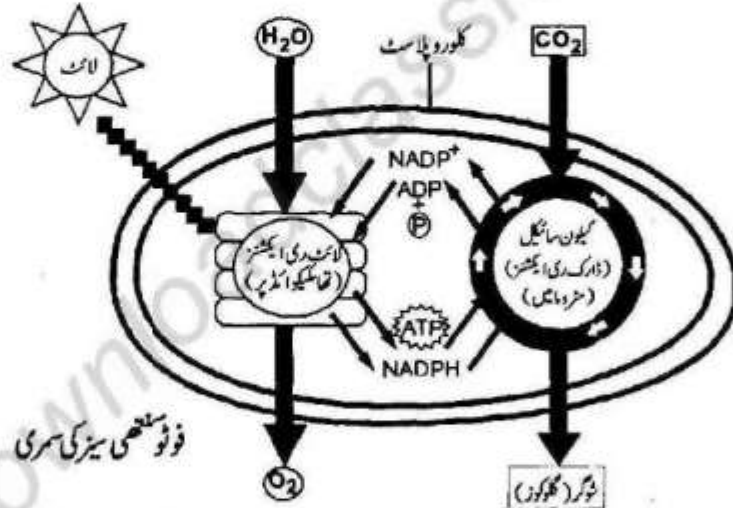 لائٹ
H₂O
کلوروپلاسٹ
CO₂
NADP⁺
ADP
+
P
لائٹ ری ایکشنز
(تھائلیکوائڈ پر)
کیلون سائیکل
(ڈارک ری ایکشنز)
(سٹروما میں)
ATP
NADPH
فوٹوسنتھی سیز کی سمری
O₂
شوگر (گلوکوز)